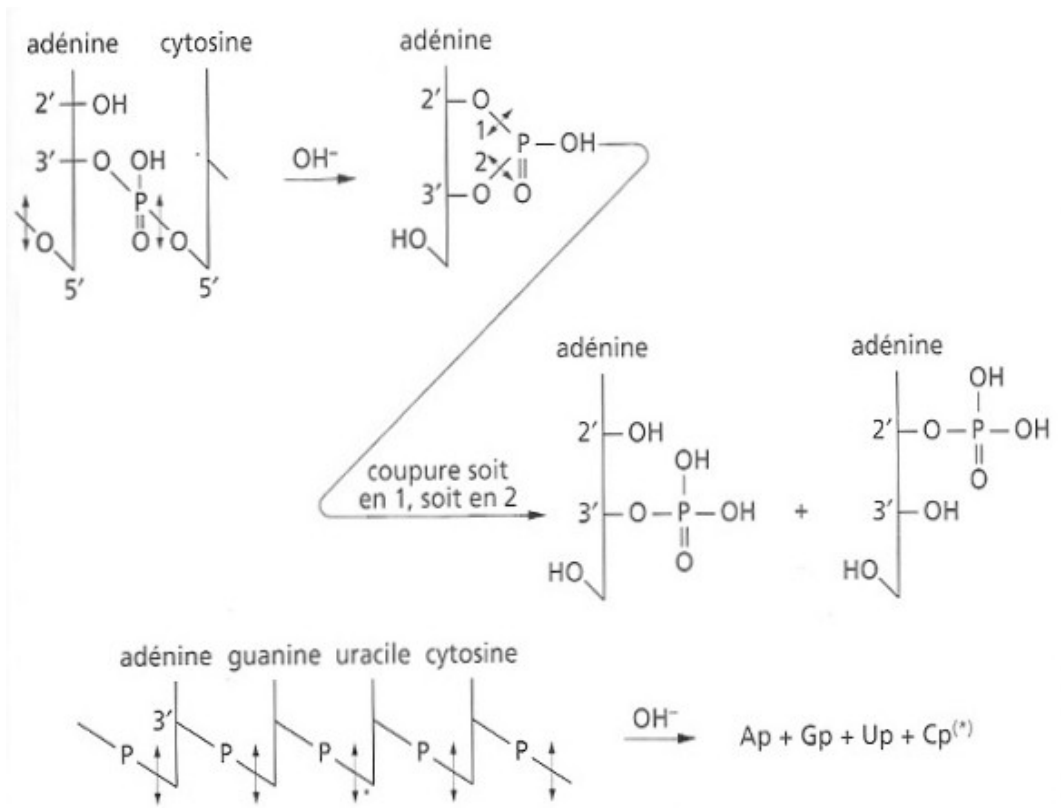 adénine cytosine
2' OH
3' O OH
P
O O O
5' 5'
OH⁻
adénine
2' O
1
P — OH
2
3' O O
HO
coupure soit
en 1, soit en 2
adénine
2' OH
OH
3' O — P — OH
O
HO
+
adénine
OH
2' O — P — OH
O
3' OH
HO
adénine guanine uracile cytosine
3'
P P P P P
OH⁻
Ap + Gp + Up + Cp(*)